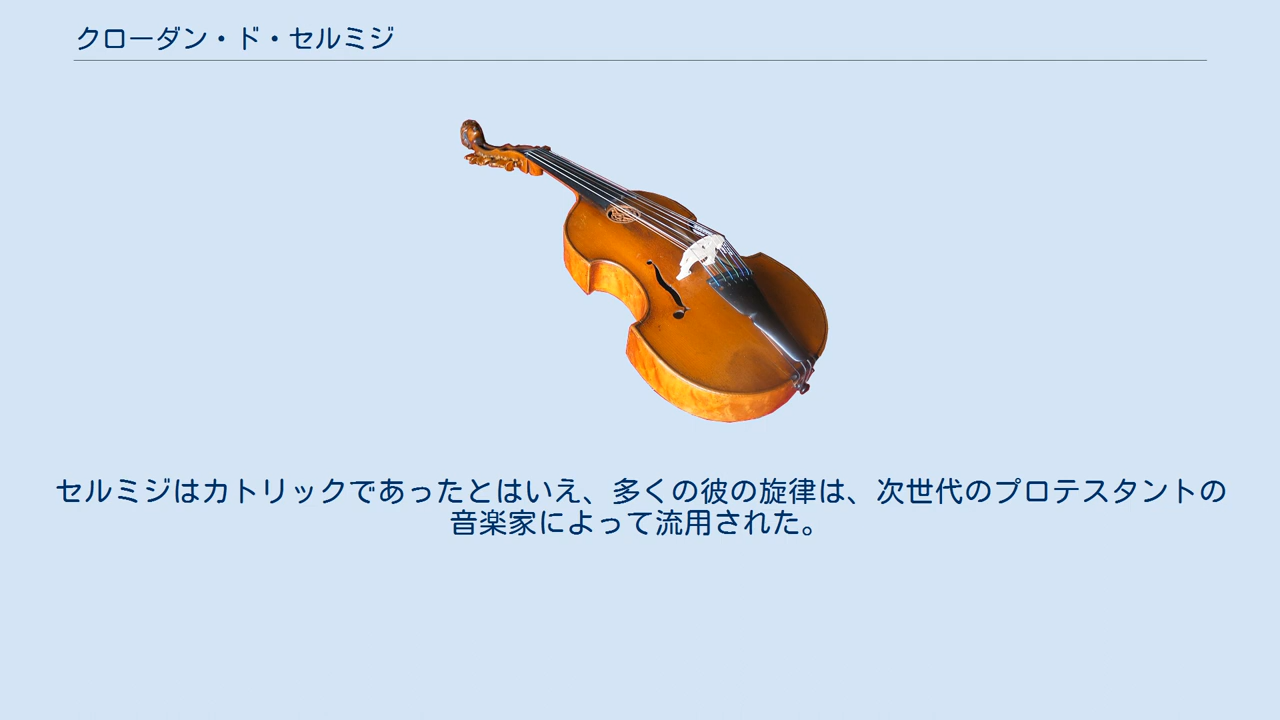 クローダン・ド・セルミジ
セルミジはカトリックであったとはいえ、多くの彼の旋律は、次世代のプロテスタントの
音楽家によって流用された。